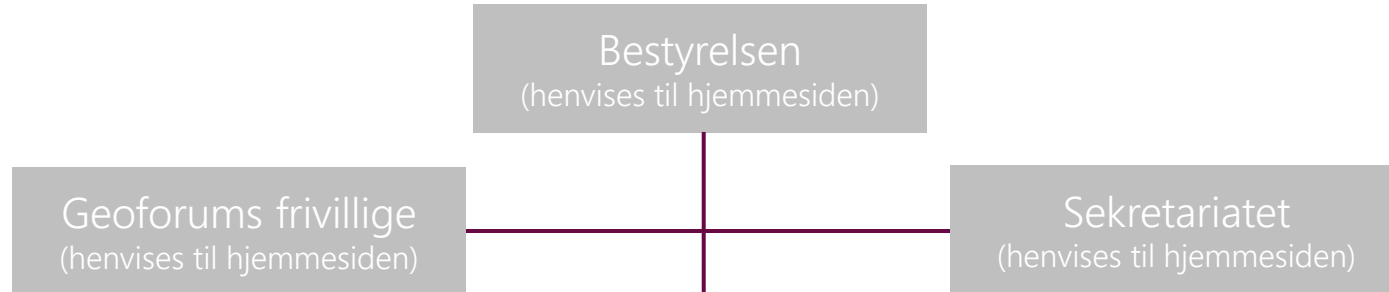 Bestyrelsen
(henvises til hjemmesiden)
Geoforums frivillige
(henvises til hjemmesiden)
Sekretariatet
(henvises til hjemmesiden)